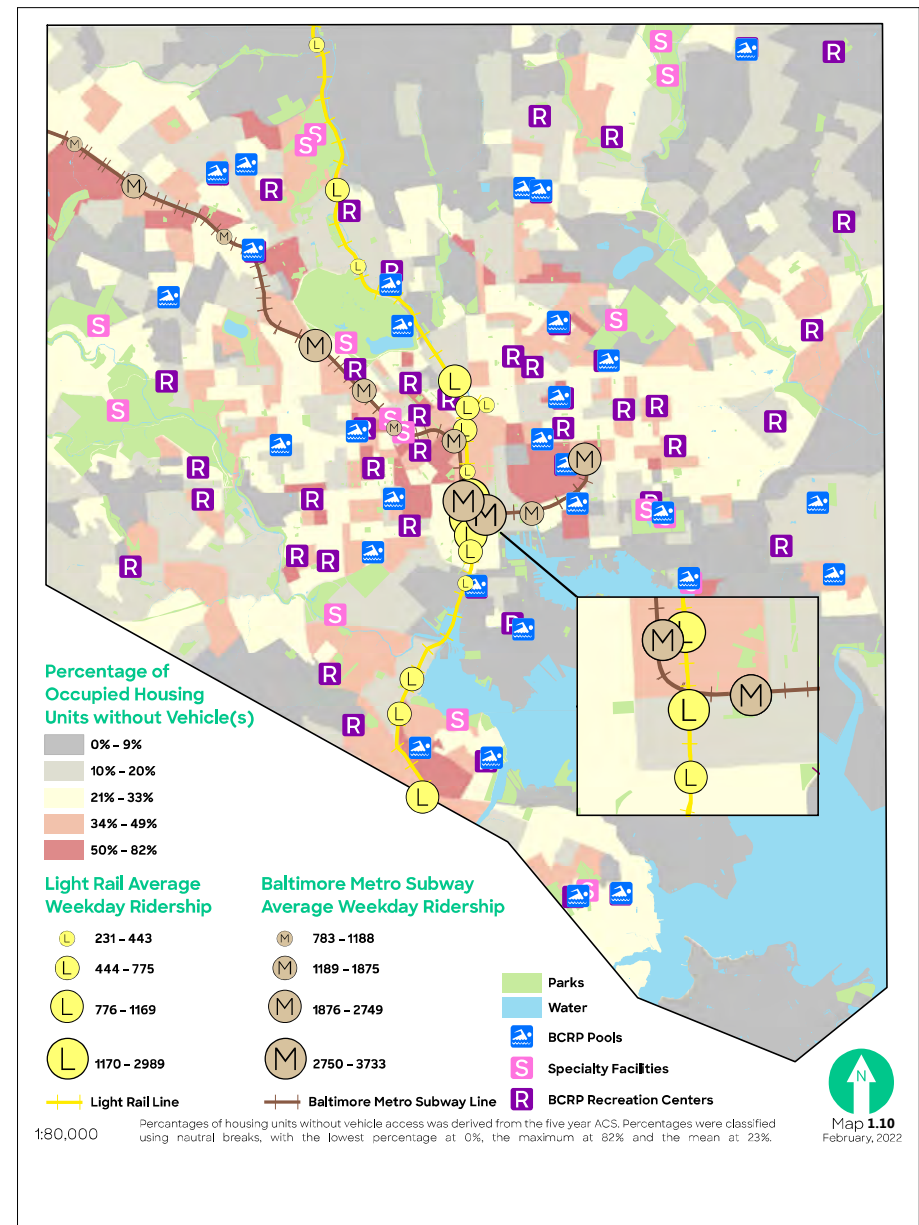 Percentage of
Occupied Housing
Units without Vehicle(s)
0% – 9%
10% – 20%
21% – 33%
34% – 49%
50% – 82%
Light Rail Average
Weekday Ridership
L 231 – 443
L 444 – 775
L 776 – 1169
L 1170 – 2989
Light Rail Line
Baltimore Metro Subway
Average Weekday Ridership
M 783 – 1188
M 1189 – 1875
M 1876 – 2749
M 2750 – 3733
Baltimore Metro Subway Line
Parks
Water
BCRP Pools
S Specialty Facilities
R BCRP Recreation Centers
N
Map 1.10
February, 2022
1:80,000
Percentages of housing units without vehicle access was derived from the five year ACS. Percentages were classified
using nautral breaks, with the lowest percentage at 0%, the maximum at 82% and the mean at 23%.